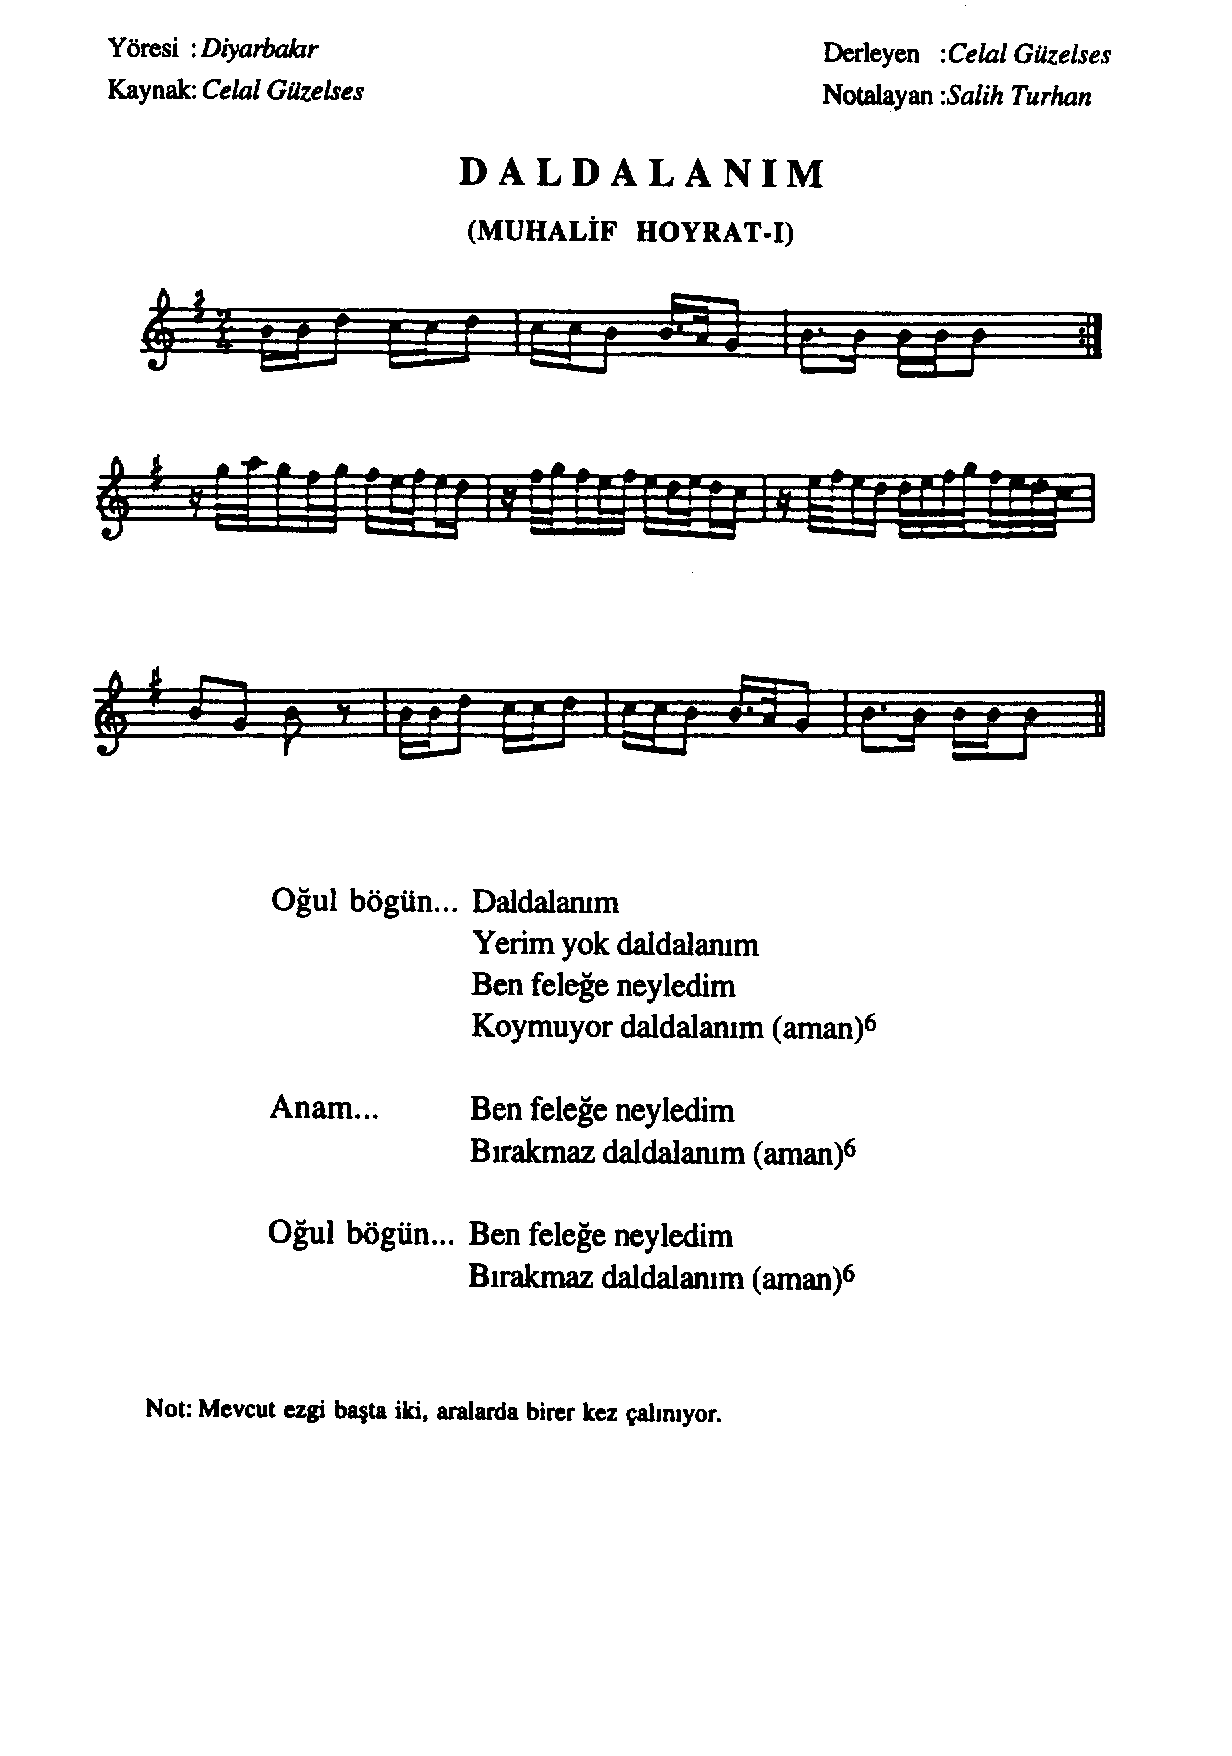 Yöresi : Diyarbakır
Kaynak: Celal Güzelses
Derleyen : Celal Güzelses
Notalayan : Salih Turhan
DALDALANIM
(MUHALİF HOYRAT-I)
2
4
Oğul bögün... Daldalanım
Yerim yok daldalanım
Ben feleğe neyledim
Koymuyor daldalanım (aman)6
Anam... Ben feleğe neyledim
Bırakmaz daldalanım (aman)6
Oğul bögün... Ben feleğe neyledim
Bırakmaz daldalanım (aman)6
Not: Mevcut ezgi başta iki, aralarda birer kez çalınıyor.